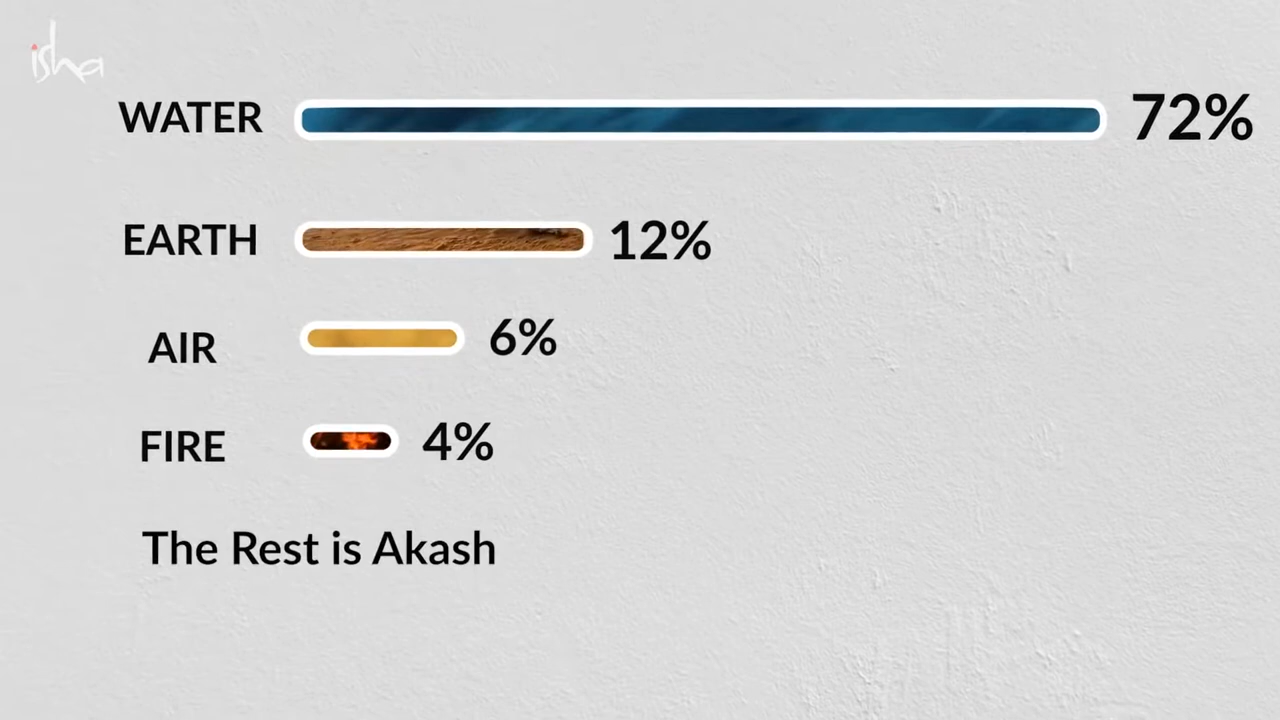 isha
WATER 72%
EARTH 12%
AIR 6%
FIRE 4%
The Rest is Akash